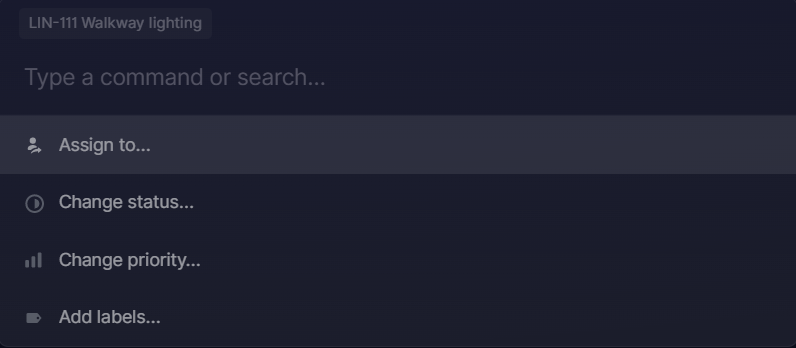 LIN-111 Walkway lighting
Type a command or search...
Assign to...
Change status...
Change priority...
Add labels...